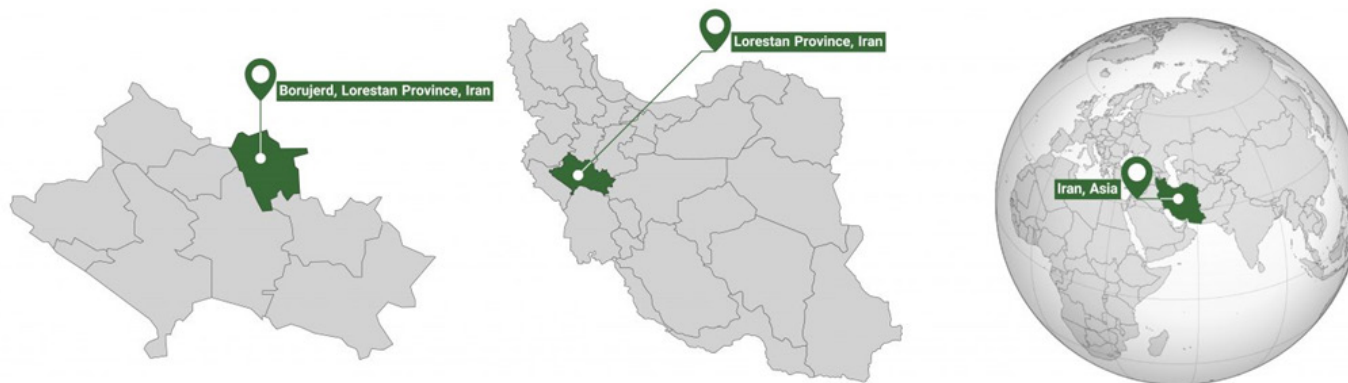 Borujerd, Lorestan Province, Iran
Lorestan Province, Iran
Iran, Asia